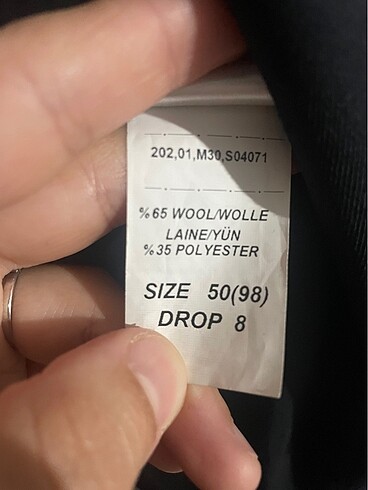 202,01,M30,S04071
%65 WOOL/WOLLE
LAINE/YÜN
%35 POLYESTER
SIZE 50(98)
DROP 8